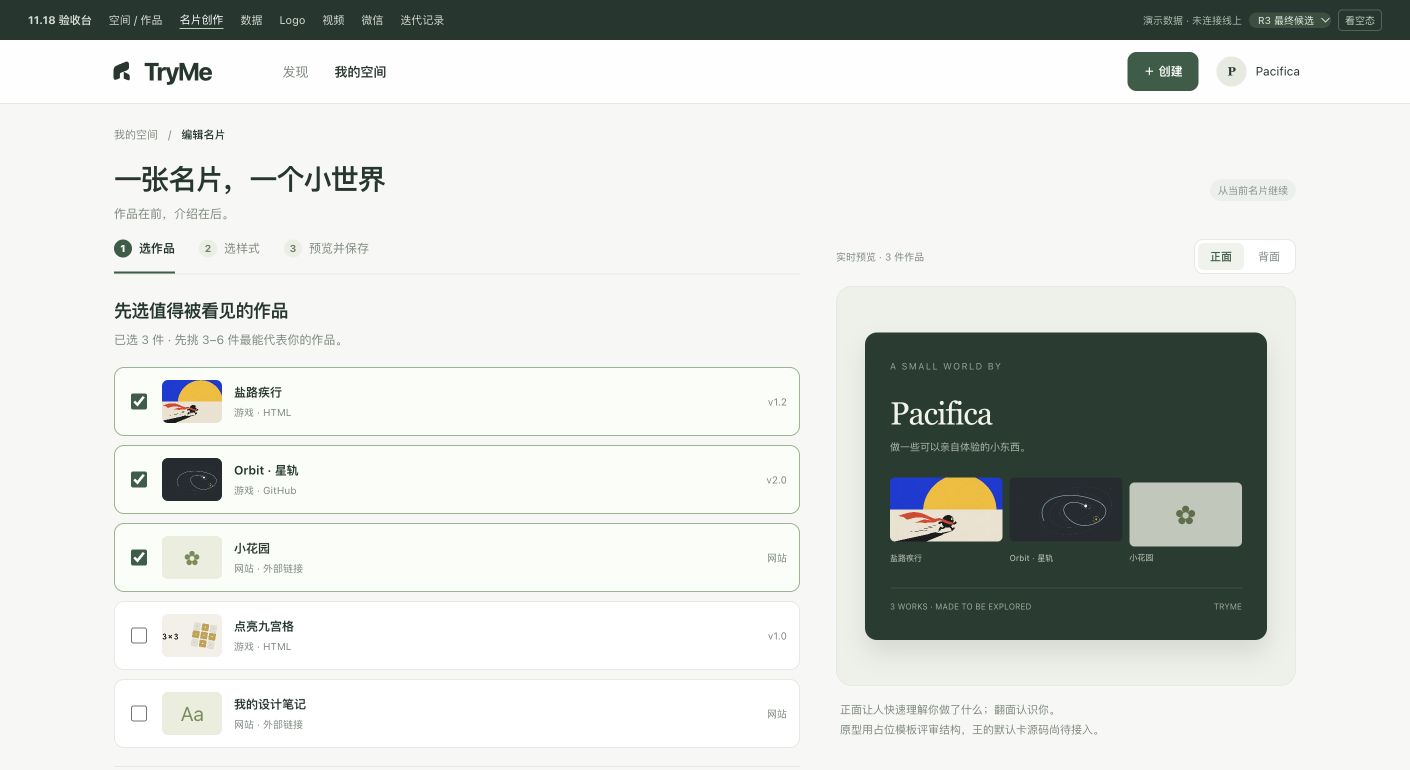 11.18 验收台 空间 / 作品 名片创作 数据 Logo 视频 微信 迭代记录 演示数据 · 未连接线上 R3 最终候选 看空态
TryMe 发现 我的空间 + 创建 P Pacifica
我的空间 / 编辑名片
一张名片，一个小世界
从当前名片继续
作品在前，介绍在后。
1 选作品 2 选样式 3 预览并保存
实时预览 · 3 件作品 正面 背面
先选值得被看见的作品
已选 3 件 · 先挑 3–6 件最能代表你的作品。
盐路疾行
游戏 · HTML
v1.2
Orbit · 星轨
游戏 · GitHub
v2.0
小花园
网站 · 外部链接
网站
3×3
点亮九宫格
游戏 · HTML
v1.0
Aa
我的设计笔记
网站 · 外部链接
网站
A SMALL WORLD BY
Pacifica
做一些可以亲自体验的小东西。
盐路疾行 Orbit · 星轨 小花园
3 WORKS · MADE TO BE EXPLORED TRYME
正面让人快速理解你做了什么；翻面认识你。
原型用占位模板评审结构，王的默认卡源码尚待接入。